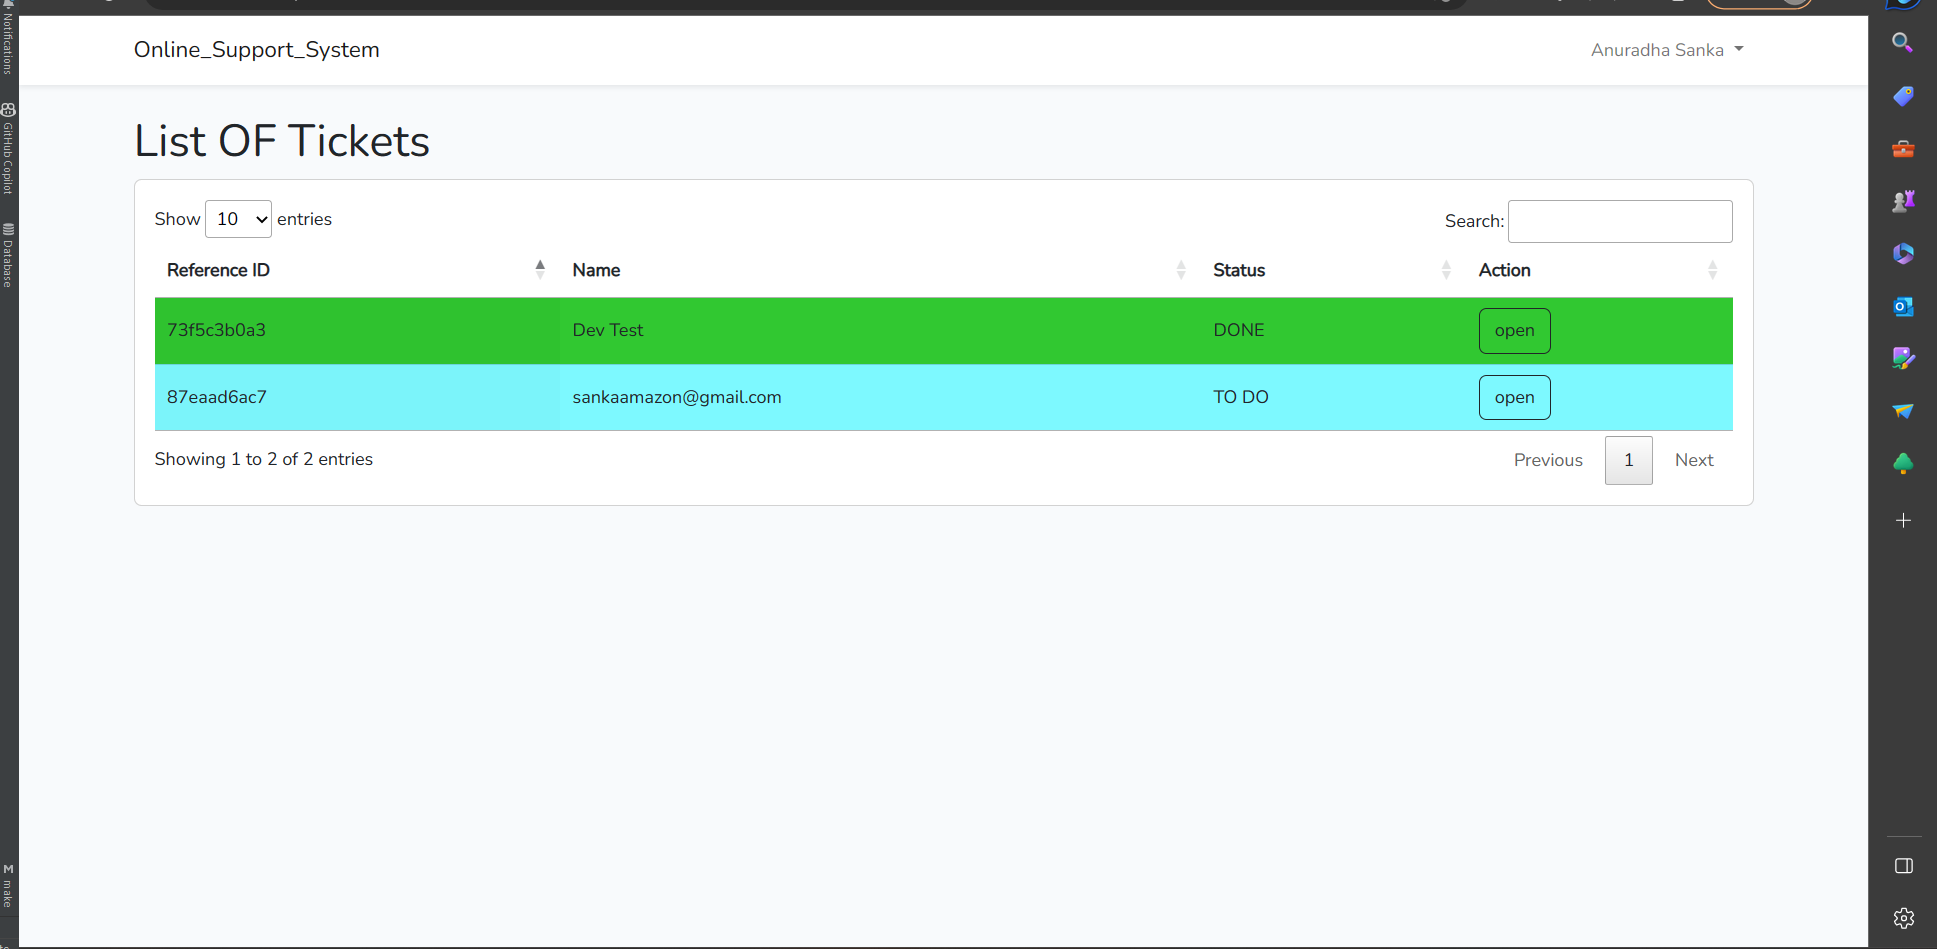 Online_Support_System
Anuradha Sanka
List OF Tickets
Show 10 entries
Search:
Reference ID Name Status Action
73f5c3b0a3 Dev Test DONE open
87eaad6ac7 sankaamazon@gmail.com TO DO open
Showing 1 to 2 of 2 entries
Previous 1 Next
Notifications
GitHub Copilot
Database
M make